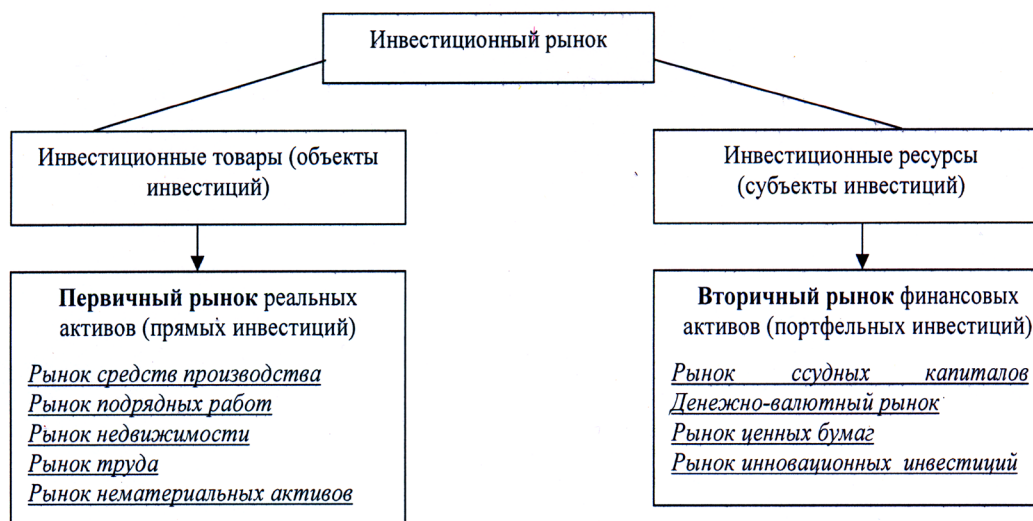 Инвестиционный рынок
Инвестиционные товары (объекты
инвестиций)
Инвестиционные ресурсы
(субъекты инвестиций)
Первичный рынок реальных
активов (прямых инвестиций)
Рынок средств производства
Рынок подрядных работ
Рынок недвижимости
Рынок труда
Рынок нематериальных активов
Вторичный рынок финансовых
активов (портфельных инвестиций)
Рынок ссудных капиталов
Денежно-валютный рынок
Рынок ценных бумаг
Рынок инновационных инвестиций